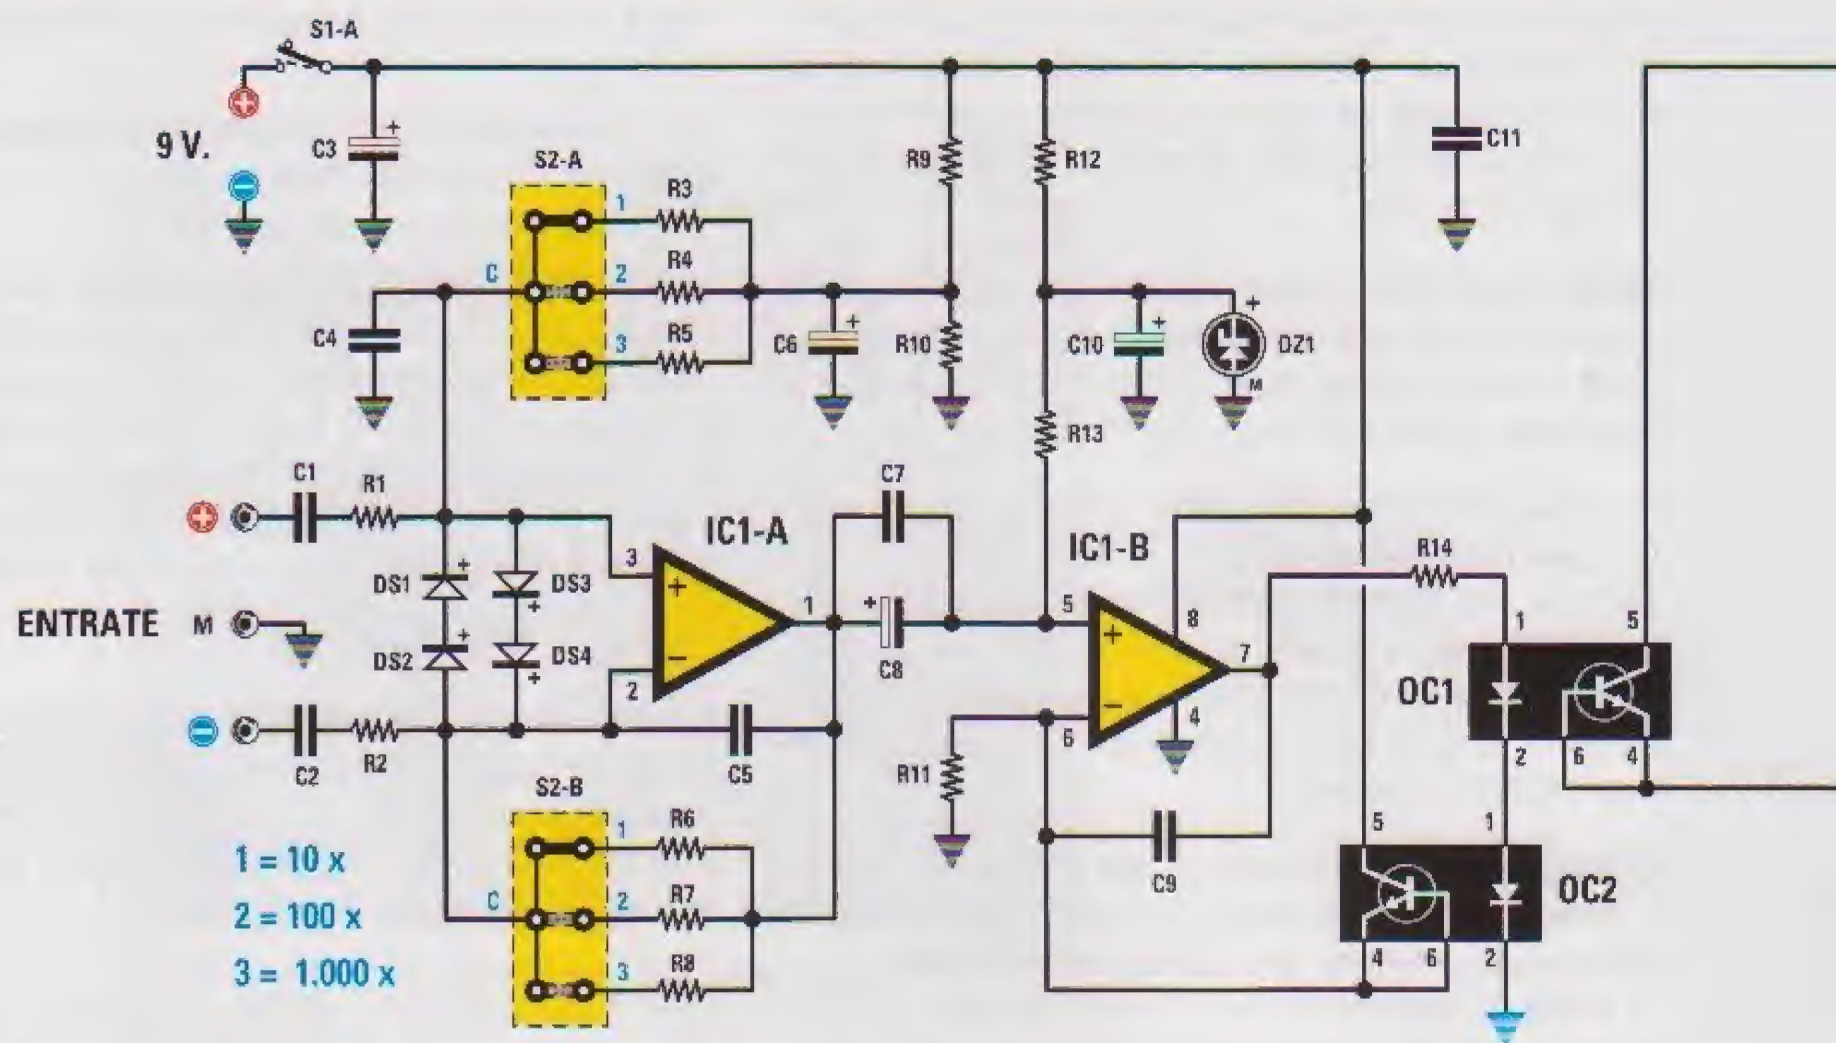 S1-A
9 V.
C3
+
S2-A
R3
1
R4
2
R5
3
C
C4
C6
+
R9
R10
R12
C10
+
+
DZ1
M
C11
R13
C1
R1
DS1
+
DS2
+
DS3
+
DS4
+
IC1-A
3
+
−
2
1
C7
+
C8
IC1-B
5
+
−
6
8
7
4
R14
ENTRATE
M
C2
R2
C5
R11
C9
1
5
OC1
2
6
4
5
1
OC2
4
6
2
S2-B
R6
1
R7
2
R8
3
C
1 = 10 x
2 = 100 x
3 = 1.000 x